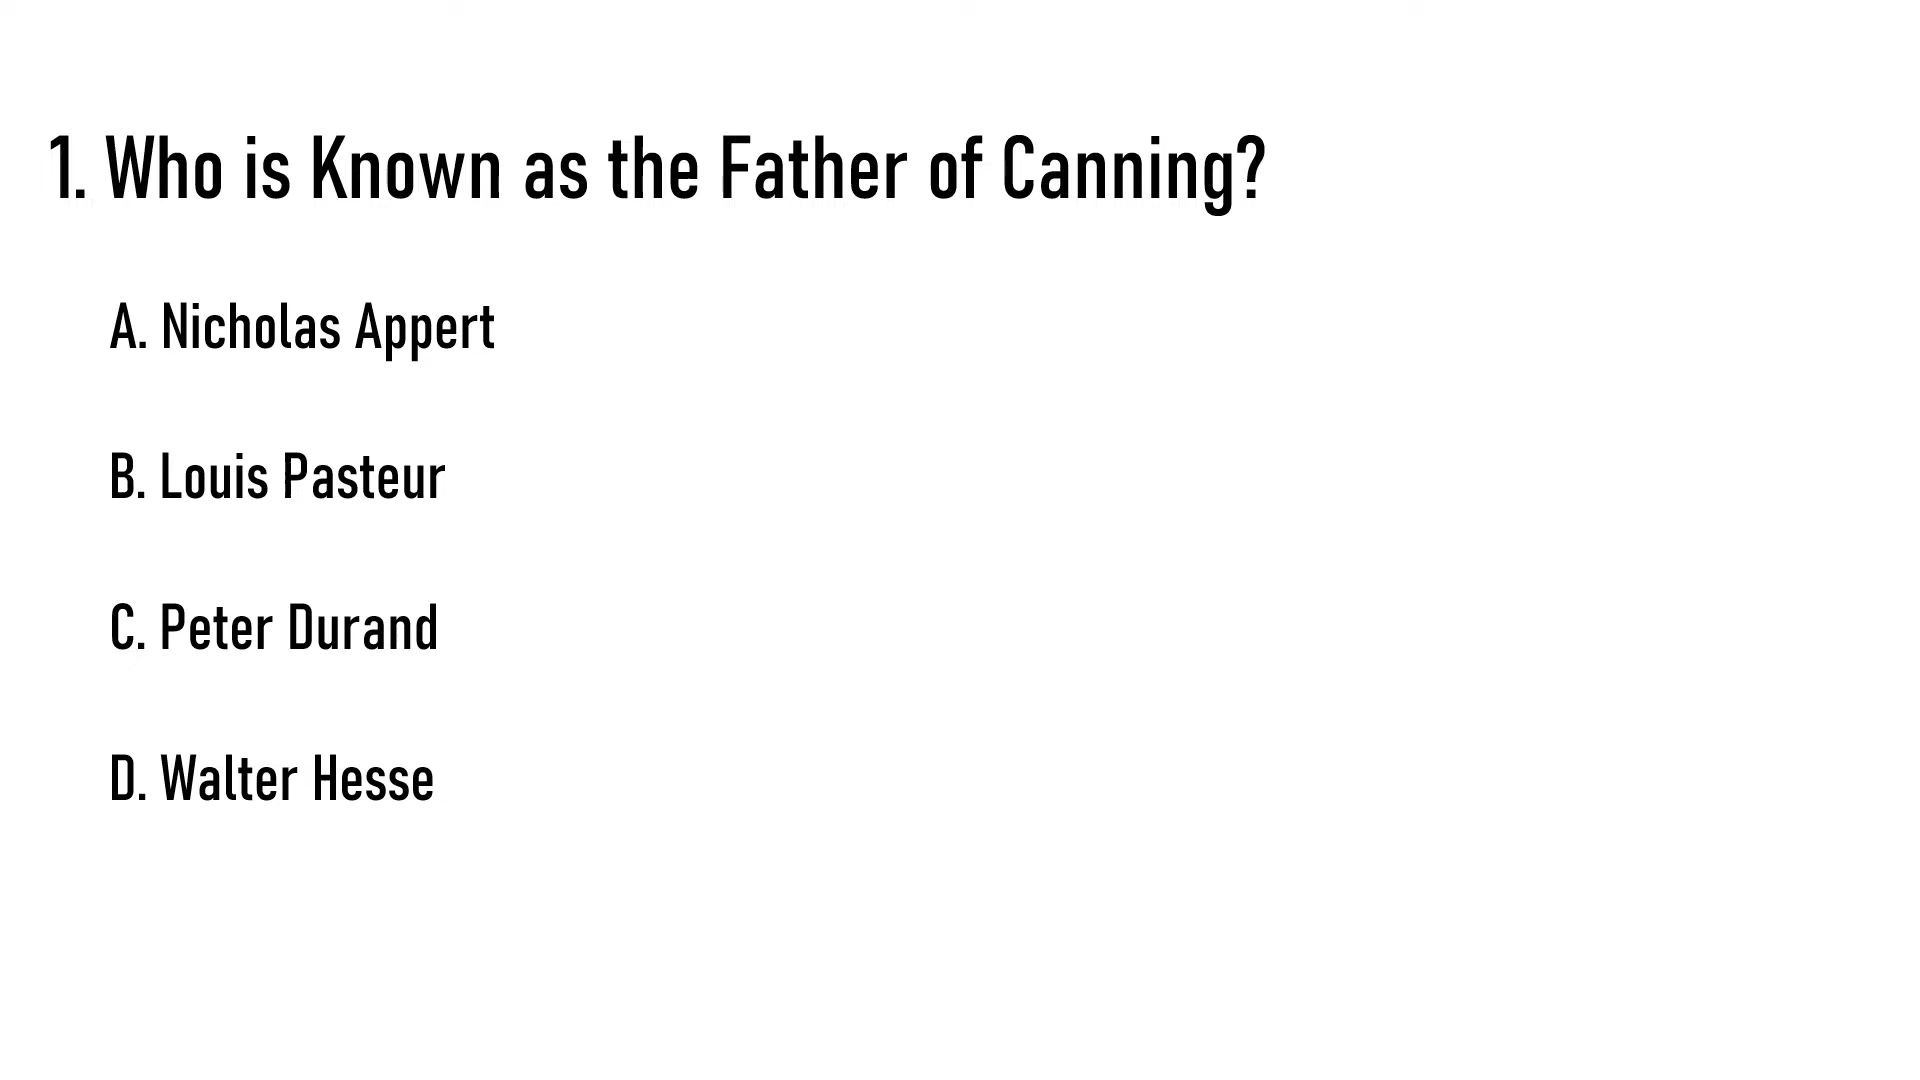 1. Who is Known as the Father of Canning?
A. Nicholas Appert
B. Louis Pasteur
C. Peter Durand
D. Walter Hesse